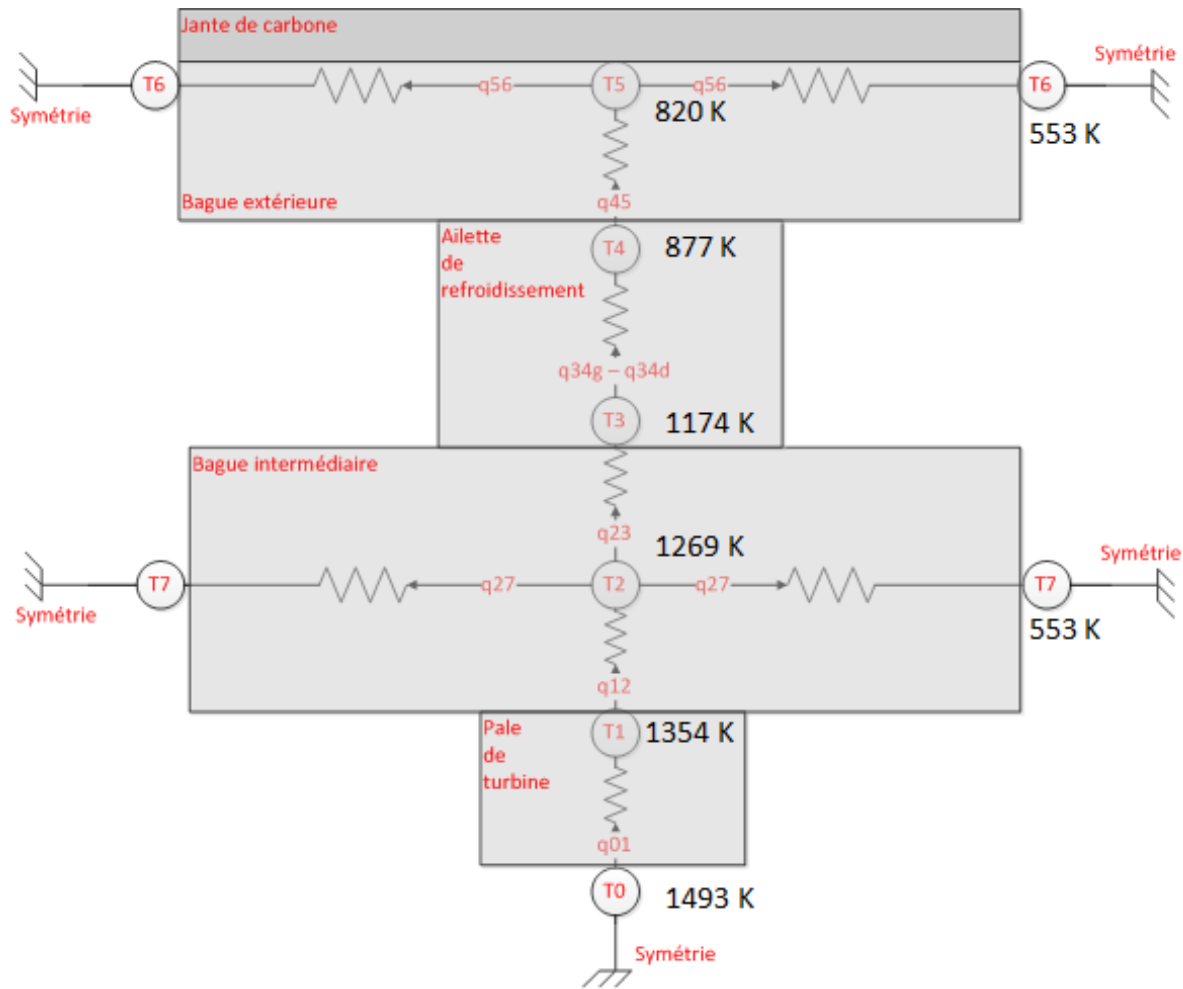 Jante de carbone
Symétrie
T6
q56
T5
q56
T6
Symétrie
820 K
553 K
Bague extérieure
q45
Ailette
de
refroidissement
T4
877 K
q34g – q34d
T3
1174 K
Bague intermédiaire
q23
1269 K
Symétrie
T7
q27
T2
q27
T7
Symétrie
553 K
q12
Pale
de
turbine
T1
1354 K
q01
T0
1493 K
Symétrie